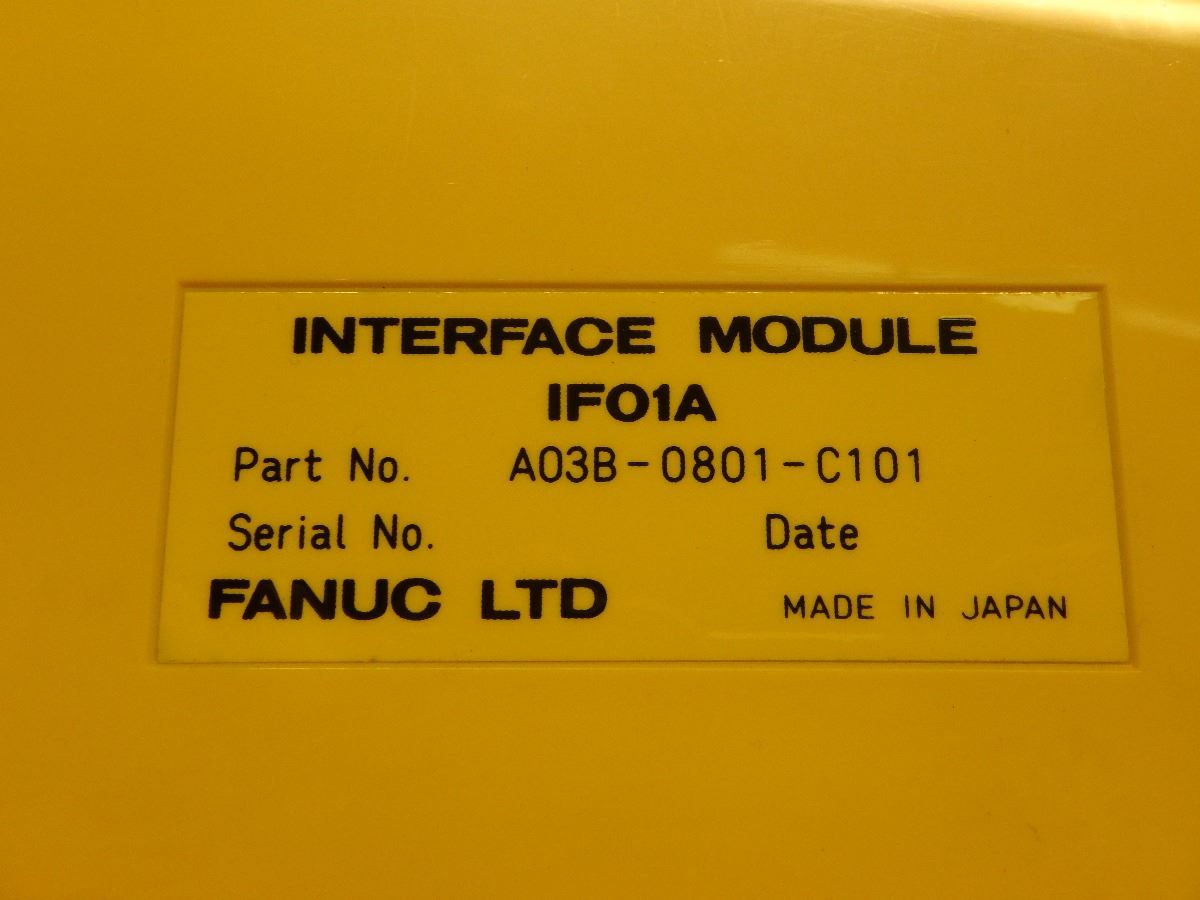 INTERFACE MODULE
IF01A
Part No. A03B-0801-C101
Serial No. Date
FANUC LTD MADE IN JAPAN